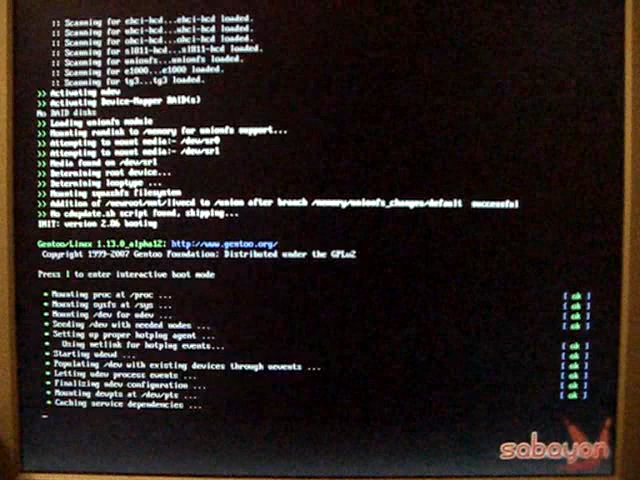 :: Scanning for ehci-hcd...ehci-hcd loaded.
:: Scanning for uhci-hcd...uhci-hcd loaded.
:: Scanning for ohci-hcd...ohci-hcd loaded.
:: Scanning for sl811-hcd...sl811-hcd loaded.
:: Scanning for unionfs...unionfs loaded.
:: Scanning for e1000...e1000 loaded.
:: Scanning for tg3...tg3 loaded.
>> Activating udev
>> Activating Device-Mapper RAID(s)
No RAID disks
>> Loading unionfs module
>> Mounting ramdisk to /memory for unionfs support...
>> Attempting to mount media:- /dev/sr0
>> Attempting to mount media:- /dev/sr1
>> Media found on /dev/sr1
>> Determining root device...
>> Determining looptype ...
>> Mounting squashfs filesystem
>> Addition of /newroot/mnt/livecd to /union after branch /memory/unionfs_changes/default successful
>> No cdupdate.sh script found, skipping...
INIT: version 2.86 booting
Gentoo/Linux 1.13.0_alpha12; http://www.gentoo.org/
Copyright 1999-2007 Gentoo Foundation; Distributed under the GPLv2
Press I to enter interactive boot mode
* Mounting proc at /proc ... [ ok ]
* Mounting sysfs at /sys ... [ ok ]
* Mounting /dev for udev ... [ ok ]
* Seeding /dev with needed nodes ... [ ok ]
* Setting up proper hotplug agent ...
* Using netlink for hotplug events... [ ok ]
* Starting udevd ... [ ok ]
* Populating /dev with existing devices through uevents ... [ ok ]
* Letting udev process events ... [ ok ]
* Finalizing udev configuration ... [ ok ]
* Mounting devpts at /dev/pts ... [ ok ]
* Caching service dependencies ...
sabayon